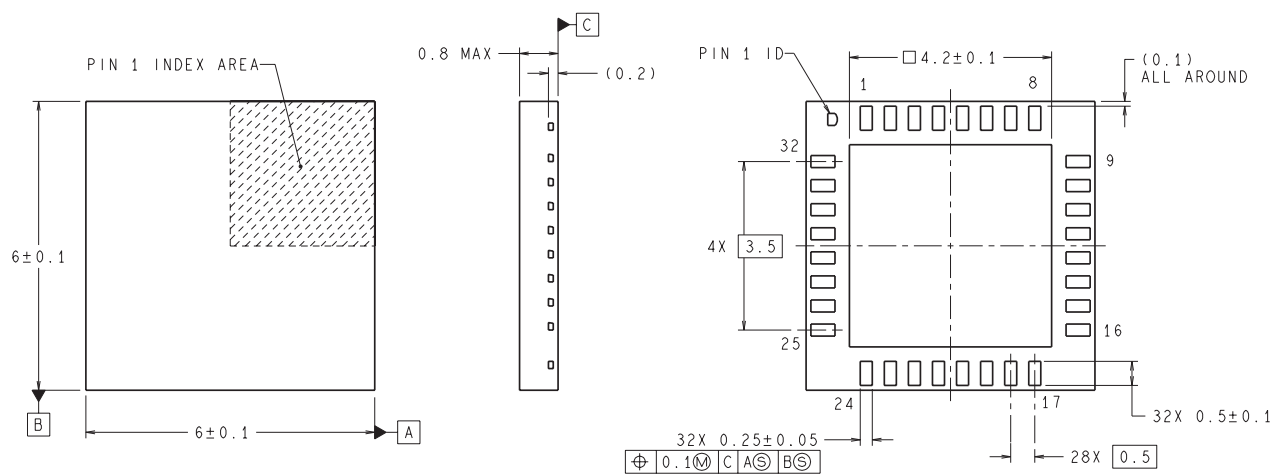 C
0.8 MAX
(0.2)
PIN 1 INDEX AREA
6±0.1
B
6±0.1
A
PIN 1 ID
□4.2±0.1
(0.1)
ALL AROUND
1
8
32
9
4X 3.5
25
16
24
17
32X 0.5±0.1
32X 0.25±0.05
⌖ 0.1Ⓜ C AⓈ BⓈ
28X 0.5